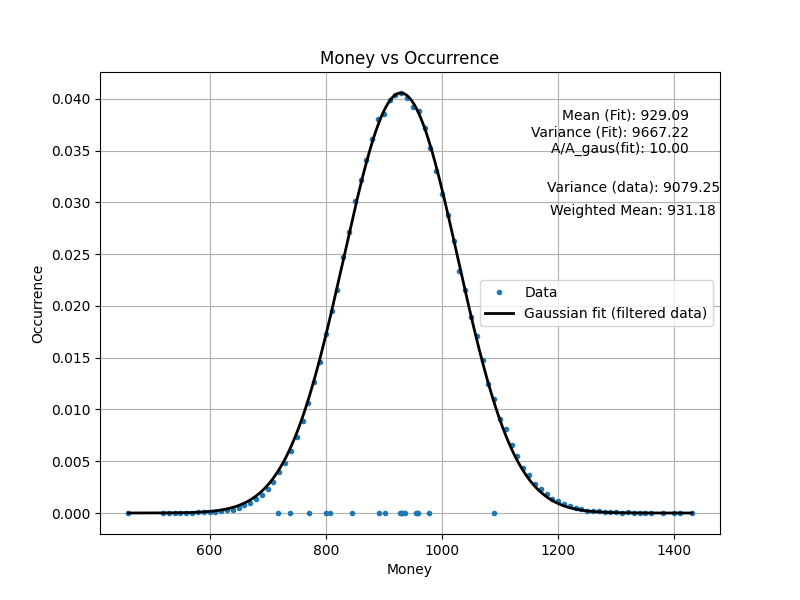 Money vs Occurrence
0.040
0.035
0.030
0.025
0.020
0.015
0.010
0.005
0.000
Occurrence
Mean (Fit): 929.09
Variance (Fit): 9667.22
A/A_gaus(fit): 10.00
Variance (data): 9079.25
Weighted Mean: 931.18
Data
Gaussian fit (filtered data)
600 800 1000 1200 1400
Money